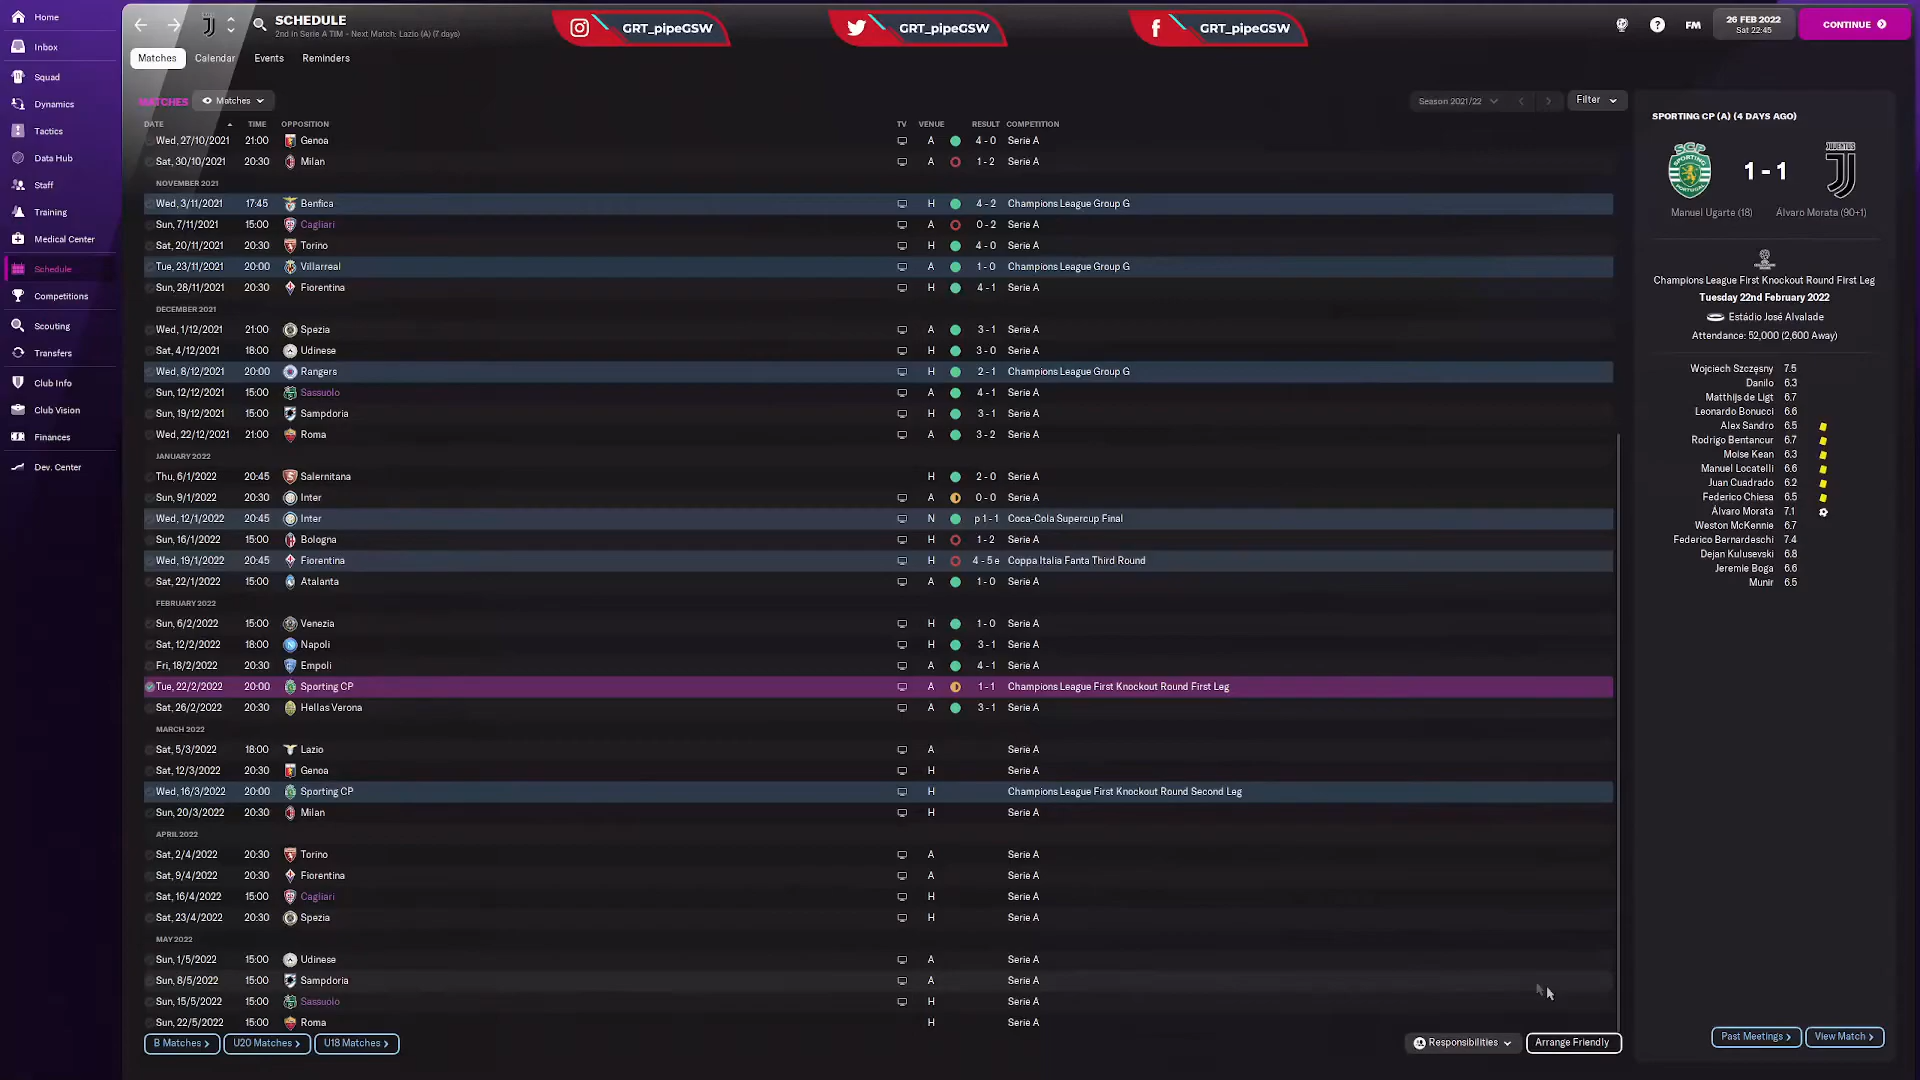 Home
Inbox
Squad
Dynamics
Tactics
Data Hub
Staff
Training
Medical Center
Schedule
Competitions
Scouting
Transfers
Club Info
Club Vision
Finances
Dev. Center
SCHEDULE
2nd in Serie A TIM - Next Match: Lazio (A) (7 days)
GRT_pipeGSW
GRT_pipeGSW
GRT_pipeGSW
FM
26 FEB 2022
Sat 22:45
CONTINUE
Matches Calendar Events Reminders
MATCHES Matches Season 2021/22 Filter
DATE TIME OPPOSITION TV VENUE RESULT COMPETITION
Wed, 27/10/2021 21:00 Genoa A 4 - 0 Serie A
Sat, 30/10/2021 20:30 Milan A 1 - 2 Serie A
NOVEMBER 2021
Wed, 3/11/2021 17:45 Benfica H 4 - 2 Champions League Group G
Sun, 7/11/2021 15:00 Cagliari A 0 - 2 Serie A
Sat, 20/11/2021 20:30 Torino H 4 - 0 Serie A
Tue, 23/11/2021 20:00 Villarreal A 1 - 0 Champions League Group G
Sun, 28/11/2021 20:30 Fiorentina H 4 - 1 Serie A
DECEMBER 2021
Wed, 1/12/2021 21:00 Spezia A 3 - 1 Serie A
Sat, 4/12/2021 18:00 Udinese H 3 - 0 Serie A
Wed, 8/12/2021 20:00 Rangers H 2 - 1 Champions League Group G
Sun, 12/12/2021 15:00 Sassuolo A 4 - 1 Serie A
Sun, 19/12/2021 15:00 Sampdoria H 3 - 1 Serie A
Wed, 22/12/2021 21:00 Roma A 3 - 2 Serie A
JANUARY 2022
Thu, 6/1/2022 20:45 Salernitana H 2 - 0 Serie A
Sun, 9/1/2022 20:30 Inter A 0 - 0 Serie A
Wed, 12/1/2022 20:45 Inter N p 1 - 1 Coca-Cola Supercup Final
Sun, 16/1/2022 15:00 Bologna H 1 - 2 Serie A
Wed, 19/1/2022 20:45 Fiorentina H 4 - 5 e Coppa Italia Fanta Third Round
Sat, 22/1/2022 15:00 Atalanta A 1 - 0 Serie A
FEBRUARY 2022
Sun, 6/2/2022 15:00 Venezia H 1 - 0 Serie A
Sat, 12/2/2022 18:00 Napoli H 3 - 1 Serie A
Fri, 18/2/2022 20:30 Empoli A 4 - 1 Serie A
Tue, 22/2/2022 20:00 Sporting CP A 1 - 1 Champions League First Knockout Round First Leg
Sat, 26/2/2022 20:30 Hellas Verona A 3 - 1 Serie A
MARCH 2022
Sat, 5/3/2022 18:00 Lazio A Serie A
Sat, 12/3/2022 20:30 Genoa H Serie A
Wed, 16/3/2022 20:00 Sporting CP H Champions League First Knockout Round Second Leg
Sun, 20/3/2022 20:30 Milan H Serie A
APRIL 2022
Sat, 2/4/2022 20:30 Torino A Serie A
Sat, 9/4/2022 20:30 Fiorentina A Serie A
Sat, 16/4/2022 15:00 Cagliari H Serie A
Sat, 23/4/2022 20:30 Spezia H Serie A
MAY 2022
Sun, 1/5/2022 15:00 Udinese A Serie A
Sun, 8/5/2022 15:00 Sampdoria A Serie A
Sun, 15/5/2022 15:00 Sassuolo H Serie A
Sun, 22/5/2022 15:00 Roma H Serie A
B Matches U20 Matches U18 Matches
Responsibilities Arrange Friendly
SPORTING CP (A) (4 DAYS AGO)
SCP
SPORTING
PORTUGAL
1 - 1
JUVENTUS
Manuel Ugarte (18) Álvaro Morata (90+1)
Champions League First Knockout Round First Leg
Tuesday 22nd February 2022
Estádio José Alvalade
Attendance: 52,000 (2,600 Away)
Wojciech Szczęsny 7.5
Danilo 6.3
Matthijs de Ligt 6.7
Leonardo Bonucci 6.6
Alex Sandro 6.5
Rodrigo Bentancur 6.7
Moise Kean 6.3
Manuel Locatelli 6.6
Juan Cuadrado 6.2
Federico Chiesa 6.5
Álvaro Morata 7.1
Weston McKennie 6.7
Federico Bernardeschi 7.4
Dejan Kulusevski 6.8
Jeremie Boga 6.6
Munir 6.5
Past Meetings View Match